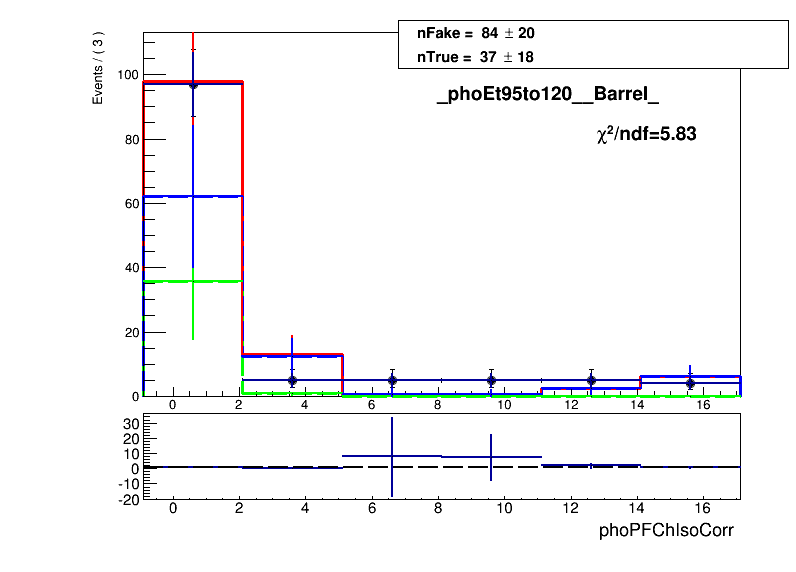 nFake = 84 ± 20
nTrue = 37 ± 18
Events / ( 3 )
_phoEt95to120__Barrel_
χ²/ndf=5.83
100
80
60
40
20
0
0 2 4 6 8 10 12 14 16
30
20
10
0
-10
-20
0 2 4 6 8 10 12 14 16
phoPFChIsoCorr